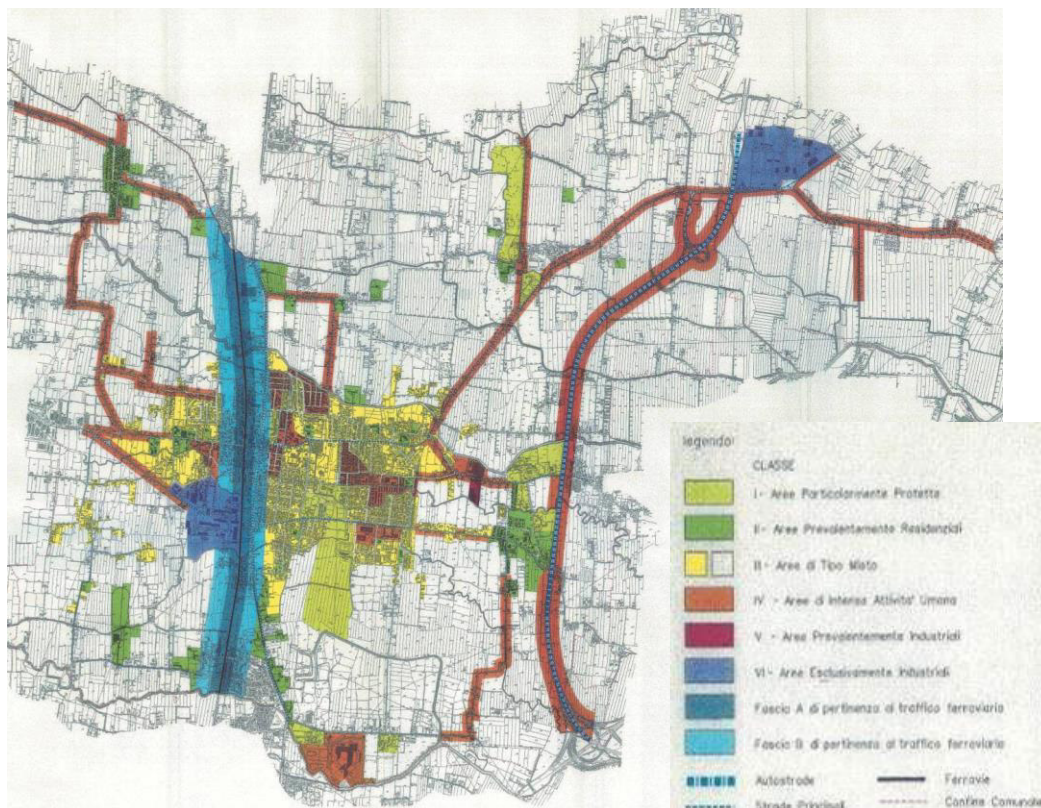 legenda:
CLASSE
I - Aree Particolarmente Protette
II - Aree Prevalentemente Residenziali
III - Aree di Tipo Misto
IV - Aree di Intensa Attivita' Umana
V - Aree Prevalentemente Industriali
VI - Aree Esclusivamente Industriali
Fascia A di pertinenza al traffico ferroviario
Fascia B di pertinenza al traffico ferroviario
Autostrade
Ferrovie
Strade Principali
Confine Comunale